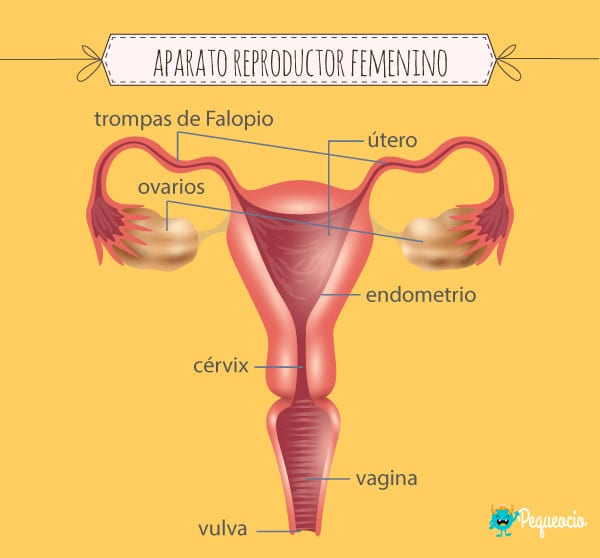 APARATO REPRODUCTOR FEMENINO
trompas de Falopio
útero
ovarios
endometrio
cérvix
vagina
vulva
Pequeocio